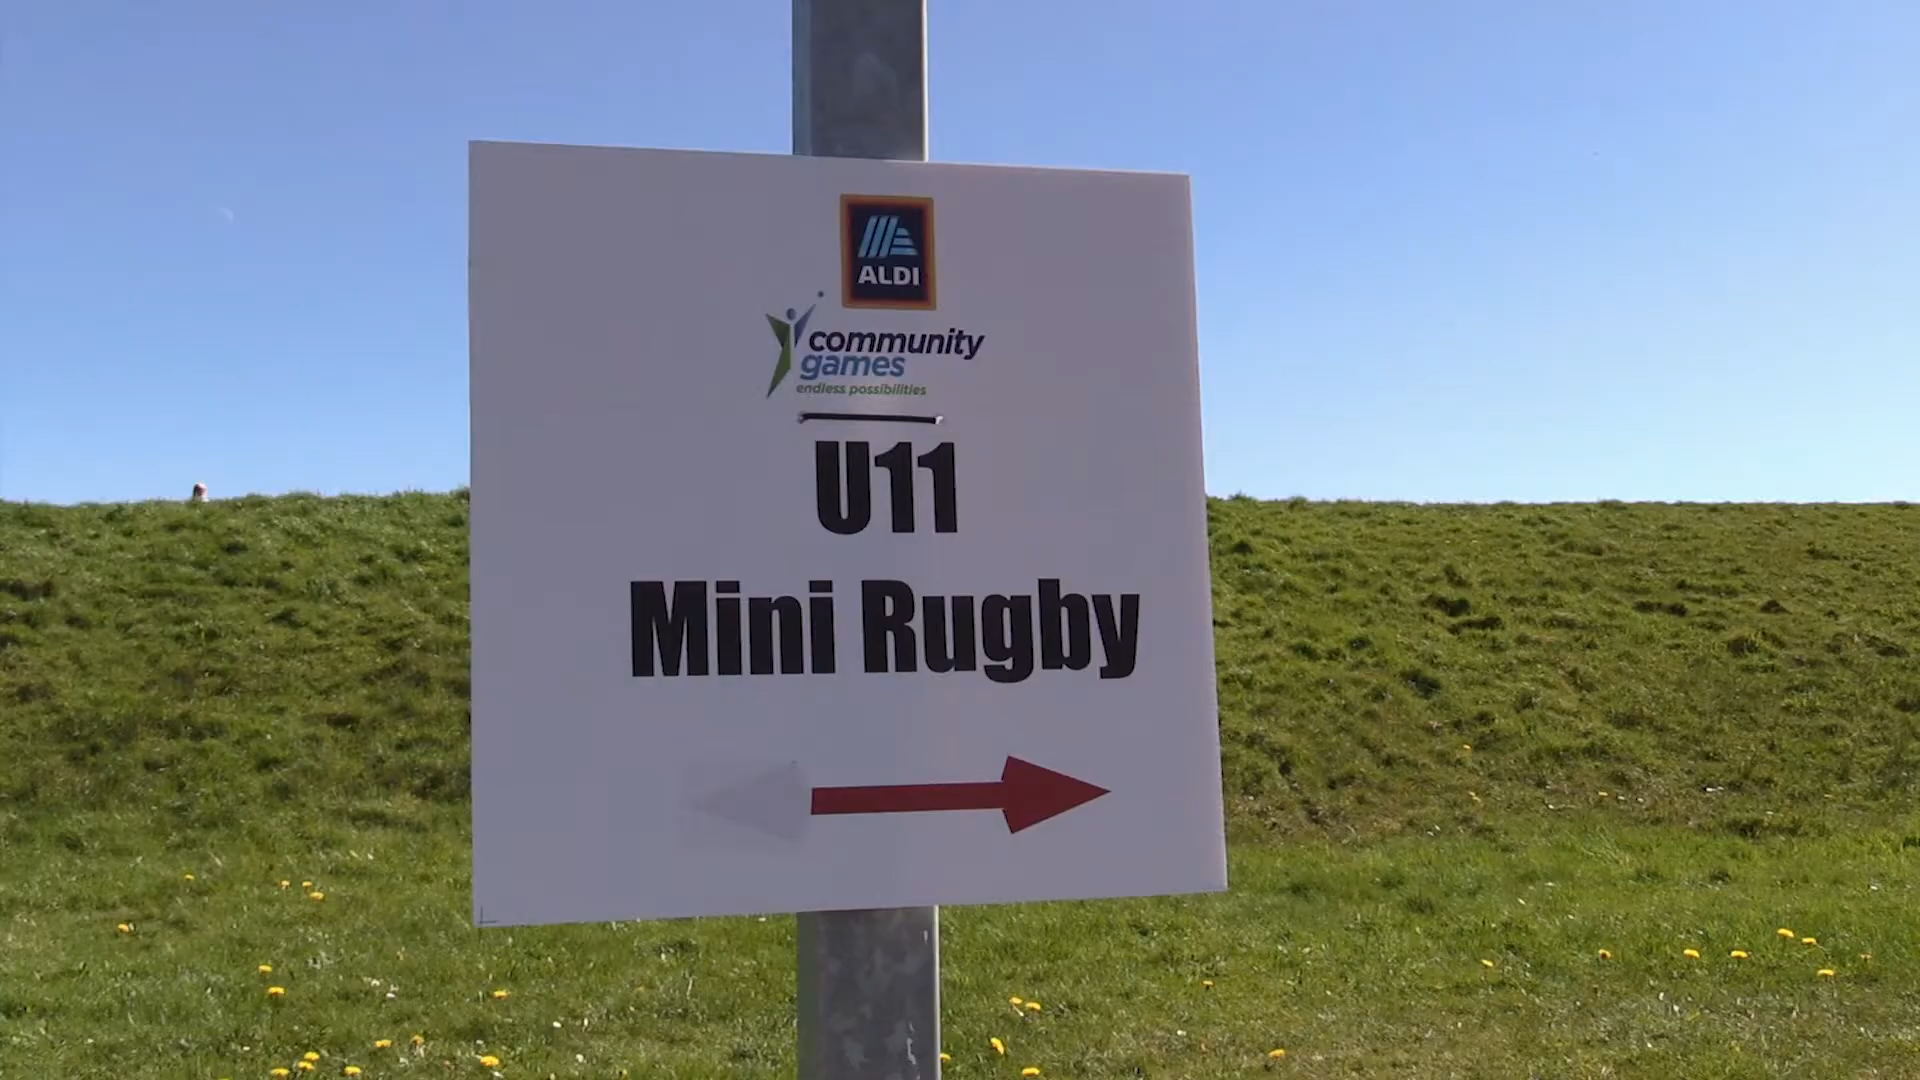 ALDI
community
games
endless possibilities
U11
Mini Rugby